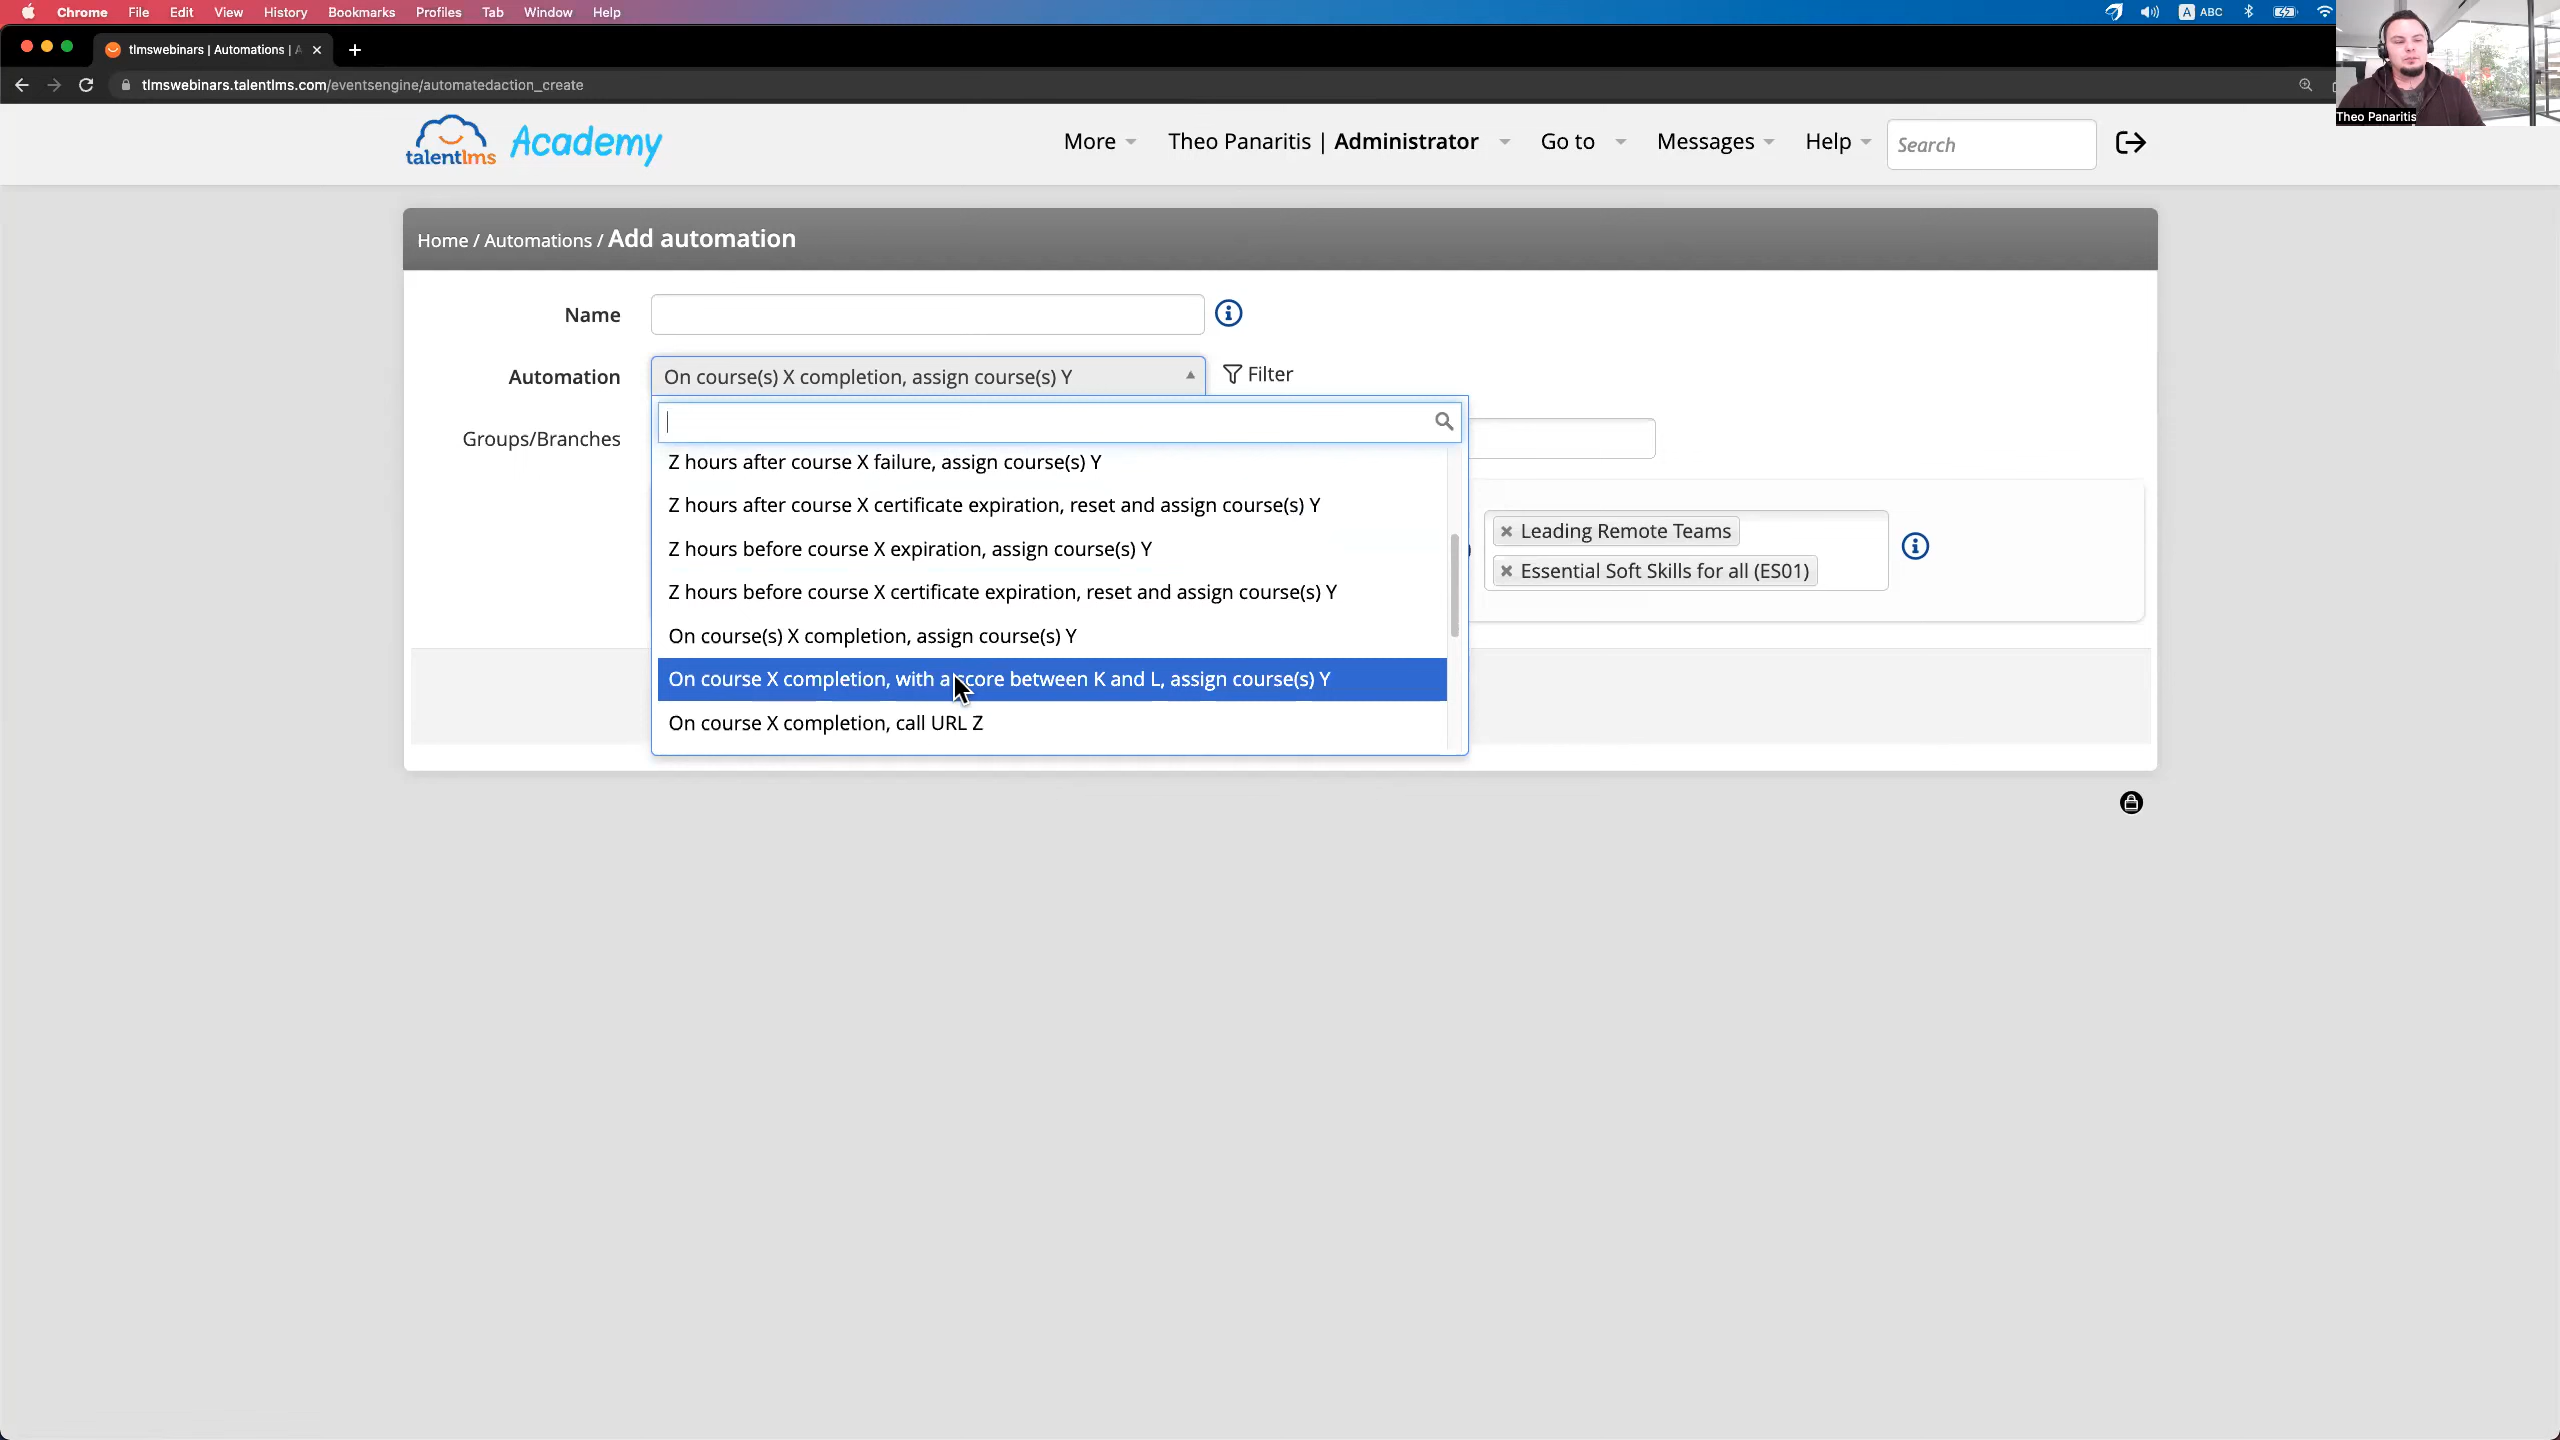 Chrome File Edit View History Bookmarks Profiles Tab Window Help
A ABC
tlmswebinars | Automations | A
tlmswebinars.talentlms.com/eventsengine/automatedaction_create
Theo Panaritis
talentlms Academy
More Theo Panaritis | Administrator Go to Messages Help Search
Home / Automations / Add automation
Name
Automation On course(s) X completion, assign course(s) Y Filter
Groups/Branches
Z hours after course X failure, assign course(s) Y
Z hours after course X certificate expiration, reset and assign course(s) Y
Leading Remote Teams
Z hours before course X expiration, assign course(s) Y
Essential Soft Skills for all (ES01)
Z hours before course X certificate expiration, reset and assign course(s) Y
On course(s) X completion, assign course(s) Y
On course X completion, with a score between K and L, assign course(s) Y
On course X completion, call URL Z